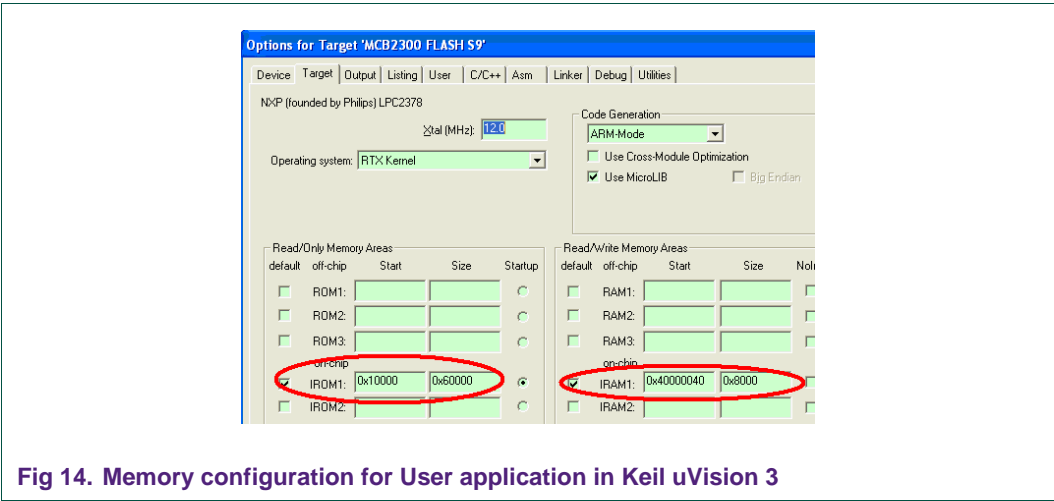 Options for Target 'MCB2300 FLASH S9'
Device Target Output Listing User C/C++ Asm Linker Debug Utilities
NXP (founded by Philips) LPC2378
Xtal (MHz): 12.0
Operating system: RTX Kernel
Code Generation
ARM-Mode
Use Cross-Module Optimization
Use MicroLIB Big Endian
Read/Only Memory Areas
default off-chip Start Size Startup
ROM1:
ROM2:
ROM3:
on-chip
IROM1: 0x10000 0x60000
IROM2:
Read/Write Memory Areas
default off-chip Start Size NoIn
RAM1:
RAM2:
RAM3:
on-chip
IRAM1: 0x40000040 0x8000
IRAM2:
Fig 14. Memory configuration for User application in Keil uVision 3